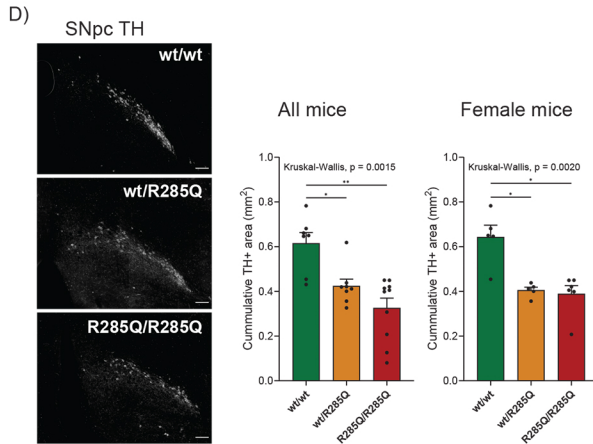 D)
SNpc TH
wt/wt
wt/R285Q
R285Q/R285Q
All mice
Kruskal-Wallis, p = 0.0015
**
*
Cummulative TH+ area (mm²)
1.0
0.8
0.6
0.4
0.2
0.0
wt/wt
wt/R285Q
R285Q/R285Q
Female mice
Kruskal-Wallis, p = 0.0020
*
*
Cummulative TH+ area (mm²)
1.0
0.8
0.6
0.4
0.2
0.0
wt/wt
wt/R285Q
R285Q/R285Q